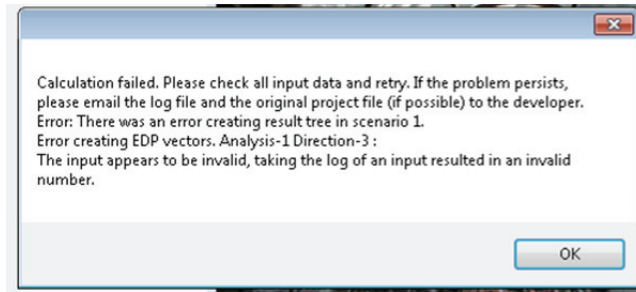 Calculation failed. Please check all input data and retry. If the problem persists,
please email the log file and the original project file (if possible) to the developer.
Error: There was an error creating result tree in scenario 1.
Error creating EDP vectors. Analysis-1 Direction-3 :
The input appears to be invalid, taking the log of an input resulted in an invalid
number.
OK